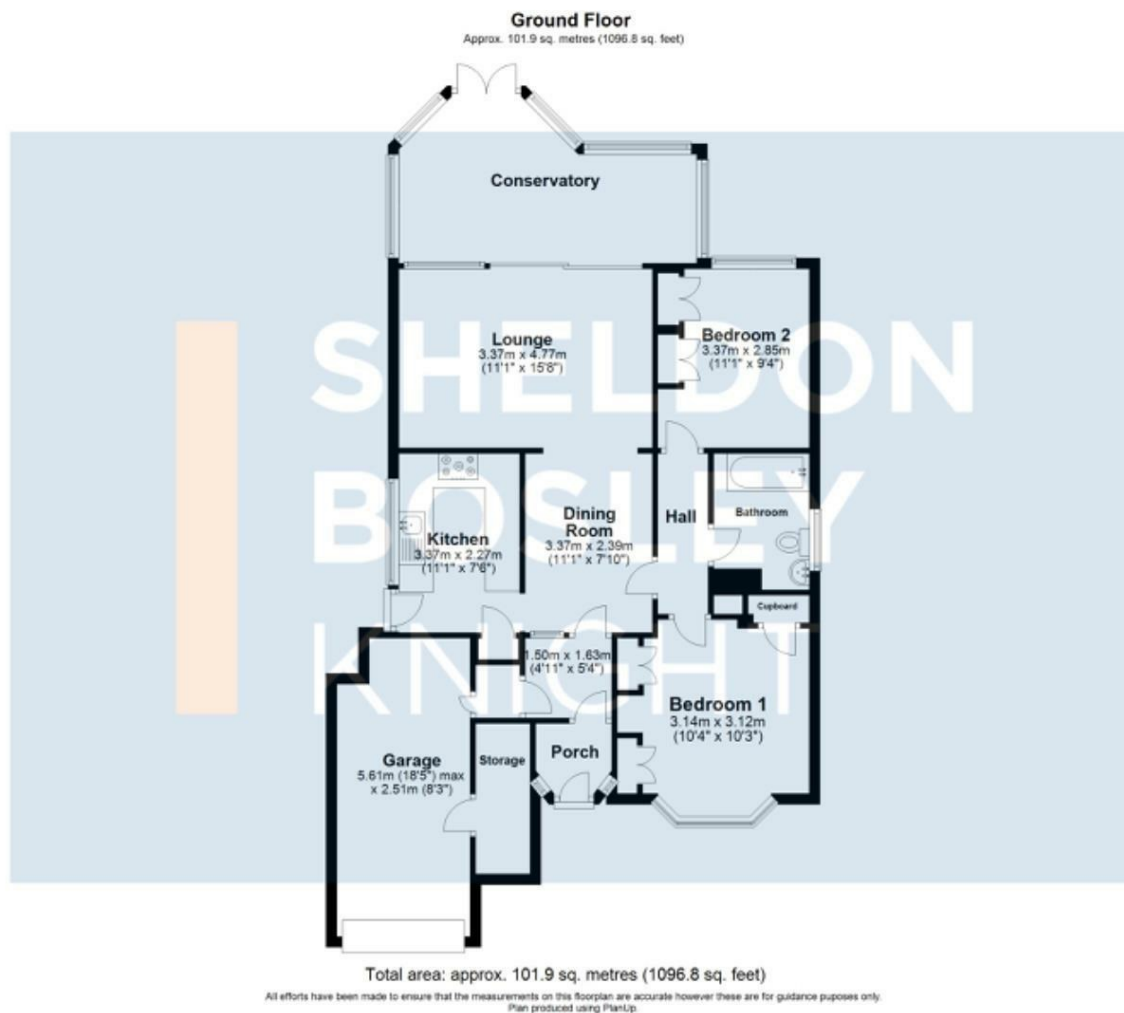 Ground Floor
Approx. 101.9 sq. metres (1096.8 sq. feet)
Conservatory
Lounge
3.37m x 4.77m
(11'1" x 15'8")
Bedroom 2
3.37m x 2.85m
(11'1" x 9'4")
SHELDON
BOSLEY
KNIGHT
Kitchen
3.37m x 2.27m
(11'1" x 7'6")
Dining
Room
3.37m x 2.39m
(11'1" x 7'10")
Hall
Bathroom
Cupboard
1.50m x 1.63m
(4'11" x 5'4")
Bedroom 1
3.14m x 3.12m
(10'4" x 10'3")
Garage
5.61m (18'5") max
x 2.51m (8'3")
Storage
Porch
Total area: approx. 101.9 sq. metres (1096.8 sq. feet)
All efforts have been made to ensure that the measurements on this floorplan are accurate however these are for guidance puposes only.
Plan produced using PlanUp.